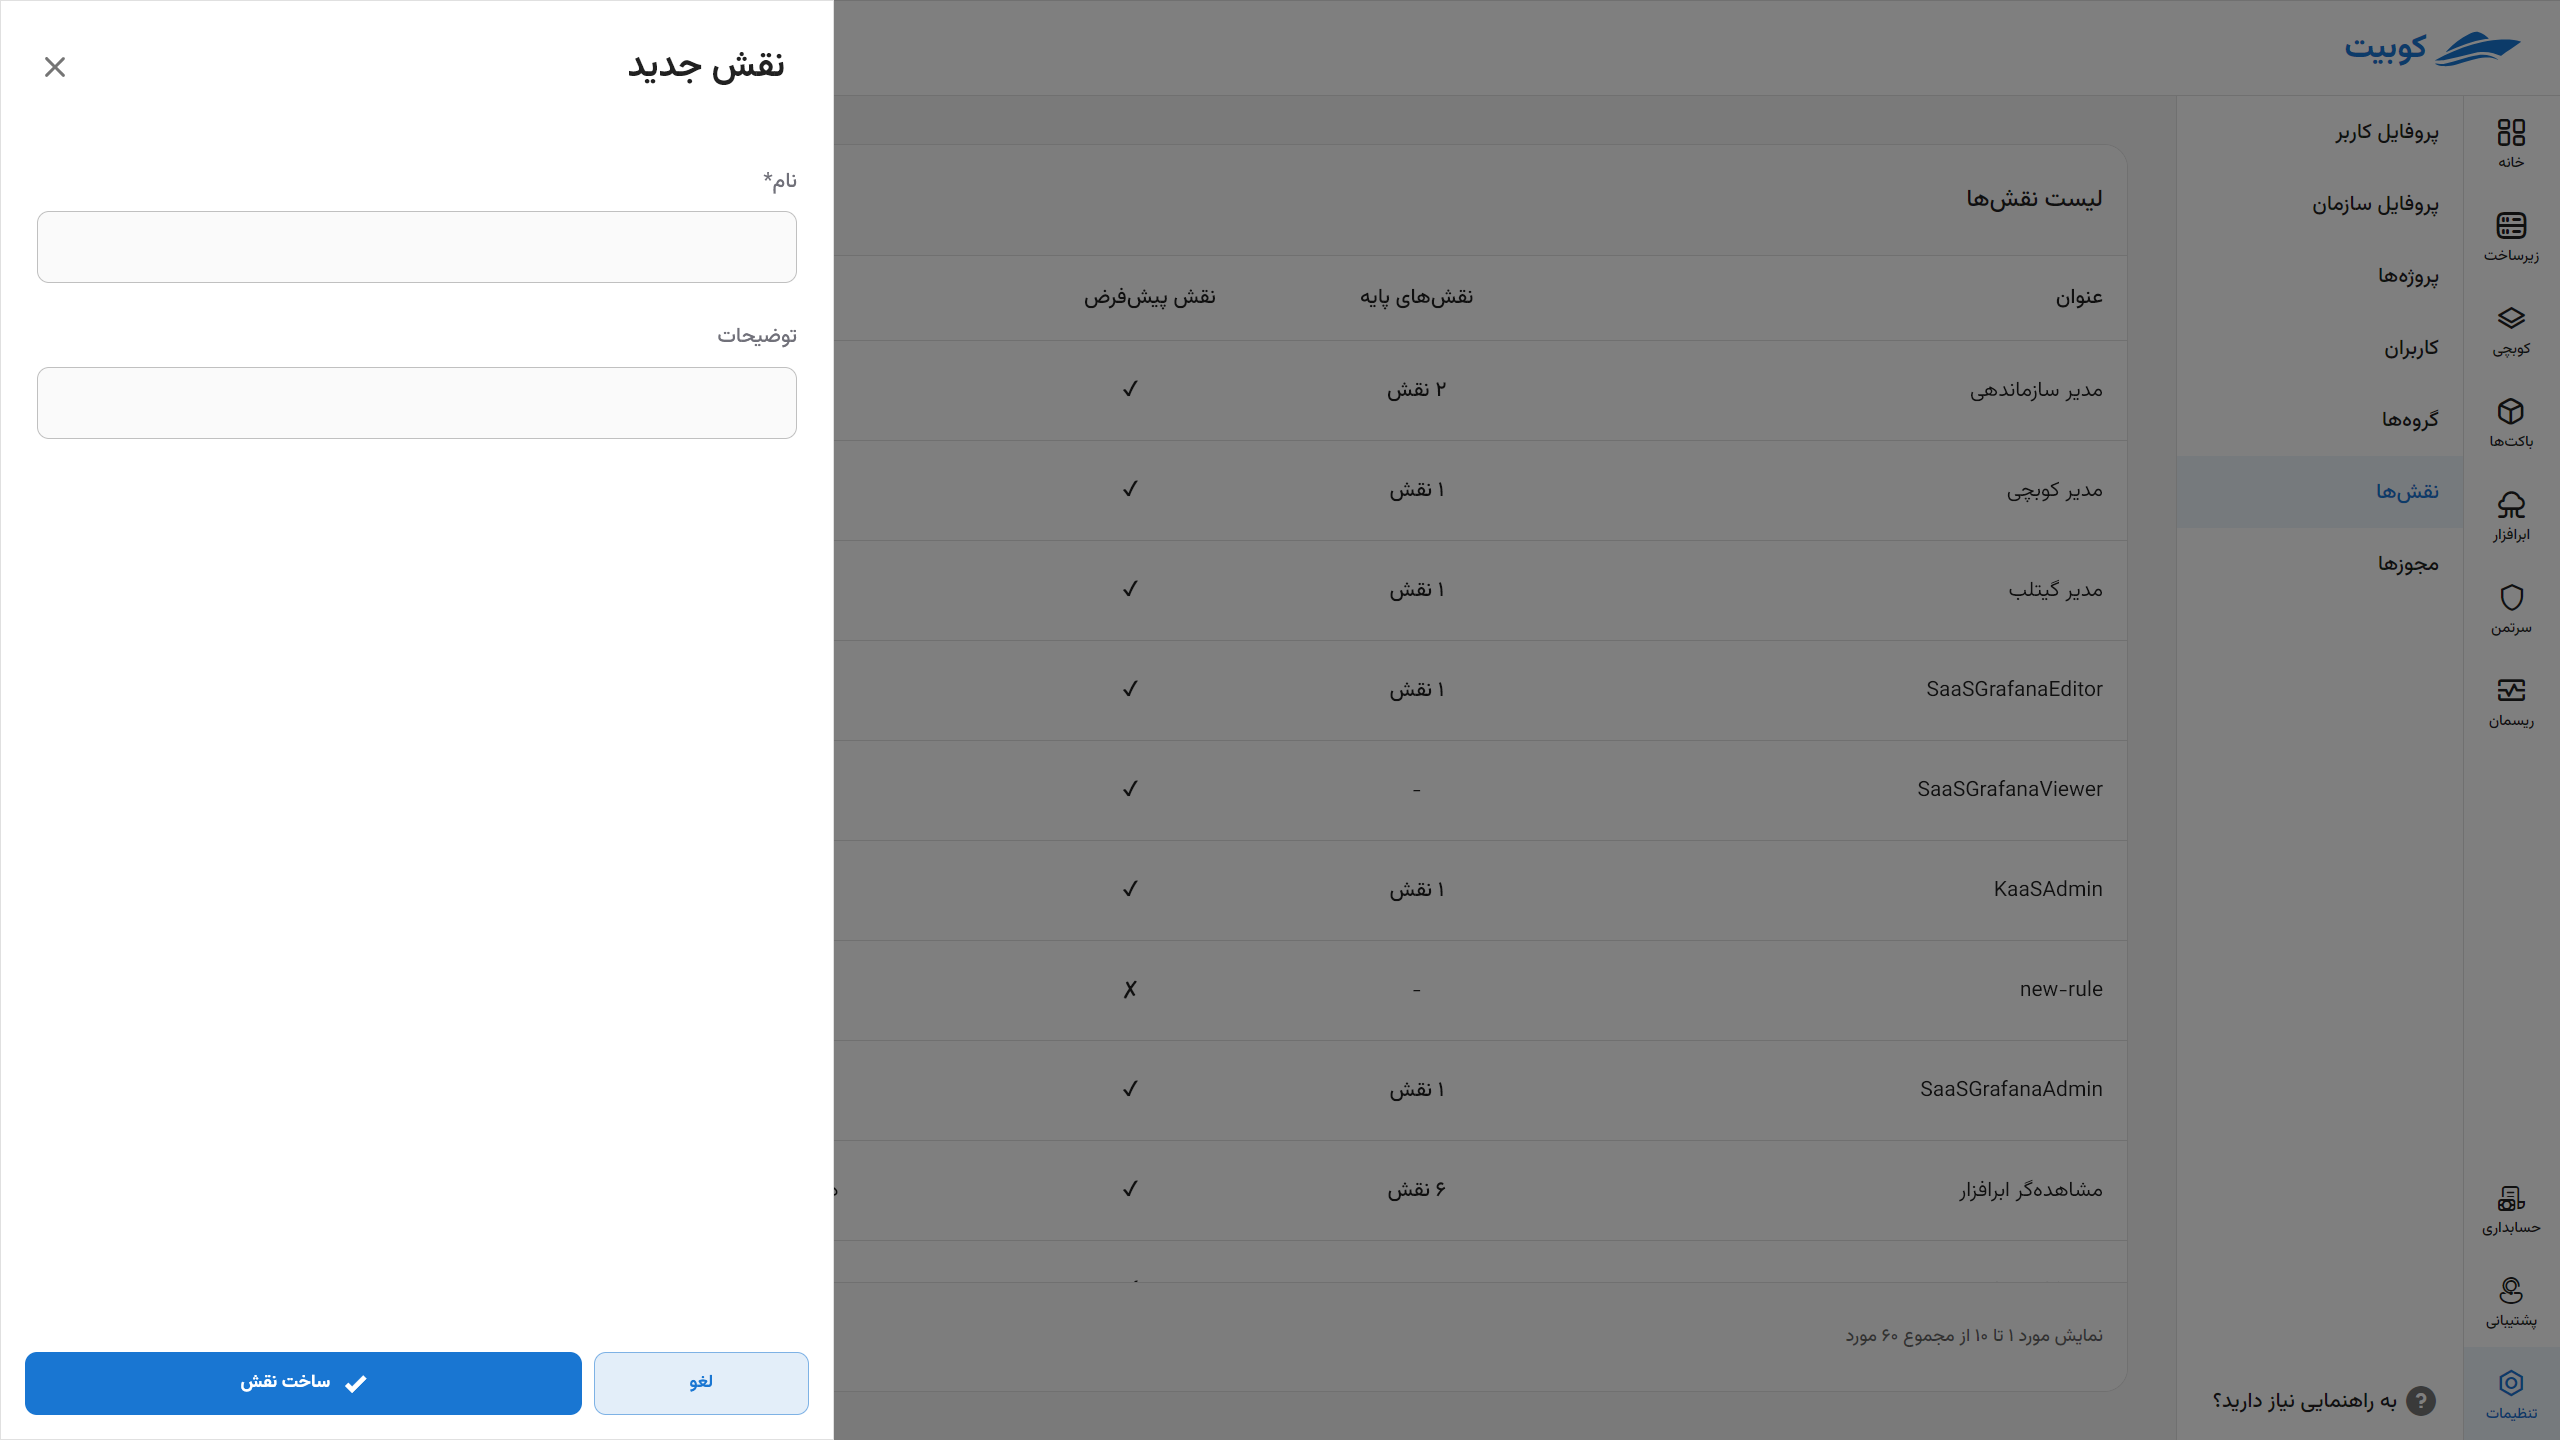 کوبیت
خانه
زیرساخت
کوبچی
باکت‌ها
ابرافزار
سرتمن
ریسمان
حسابداری
پشتیبانی
تنظیمات
پروفایل کاربر
پروفایل سازمان
پروژه‌ها
کاربران
گروه‌ها
نقش‌ها
مجوزها
به راهنمایی نیاز دارید؟
لیست نقش‌ها
عنوان نقش‌های پایه نقش پیش‌فرض
مدیر سازماندهی ۲ نقش ✓
مدیر کوبچی ۱ نقش ✓
مدیر گیتلب ۱ نقش ✓
SaaSGrafanaEditor ۱ نقش ✓
SaaSGrafanaViewer - ✓
KaaSAdmin ۱ نقش ✓
new-rule - ✗
SaaSGrafanaAdmin ۱ نقش ✓
مشاهده‌گر ابرافزار ۶ نقش ✓
نمایش مورد ۱ تا ۱۰ از مجموع ۶۰ مورد
نقش جدید
نام*
توضیحات
لغو
ساخت نقش